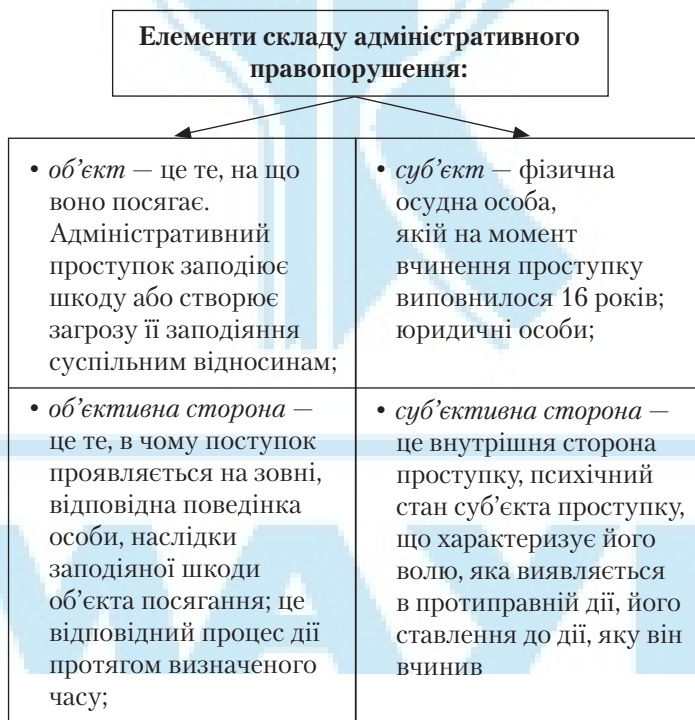 Елементи складу адміністративного
правопорушення:
• об’єкт — це те, на що
воно посягає.
Адміністративний
проступок заподіює
шкоду або створює
загрозу її заподіяння
суспільним відносинам;
• суб’єкт — фізична
осудна особа,
якій на момент
вчинення проступку
виповнилося 16 років;
юридичні особи;
• об’єктивна сторона —
це те, в чому поступок
проявляється на зовні,
відповідна поведінка
особи, наслідки
заподіяної шкоди
об’єкта посягання; це
відповідний процес дії
протягом визначеного
часу;
• суб’єктивна сторона —
це внутрішня сторона
проступку, психічний
стан суб’єкта проступку,
що характеризує його
волю, яка виявляється
в протиправній дії, його
ставлення до дії, яку він
вчинив